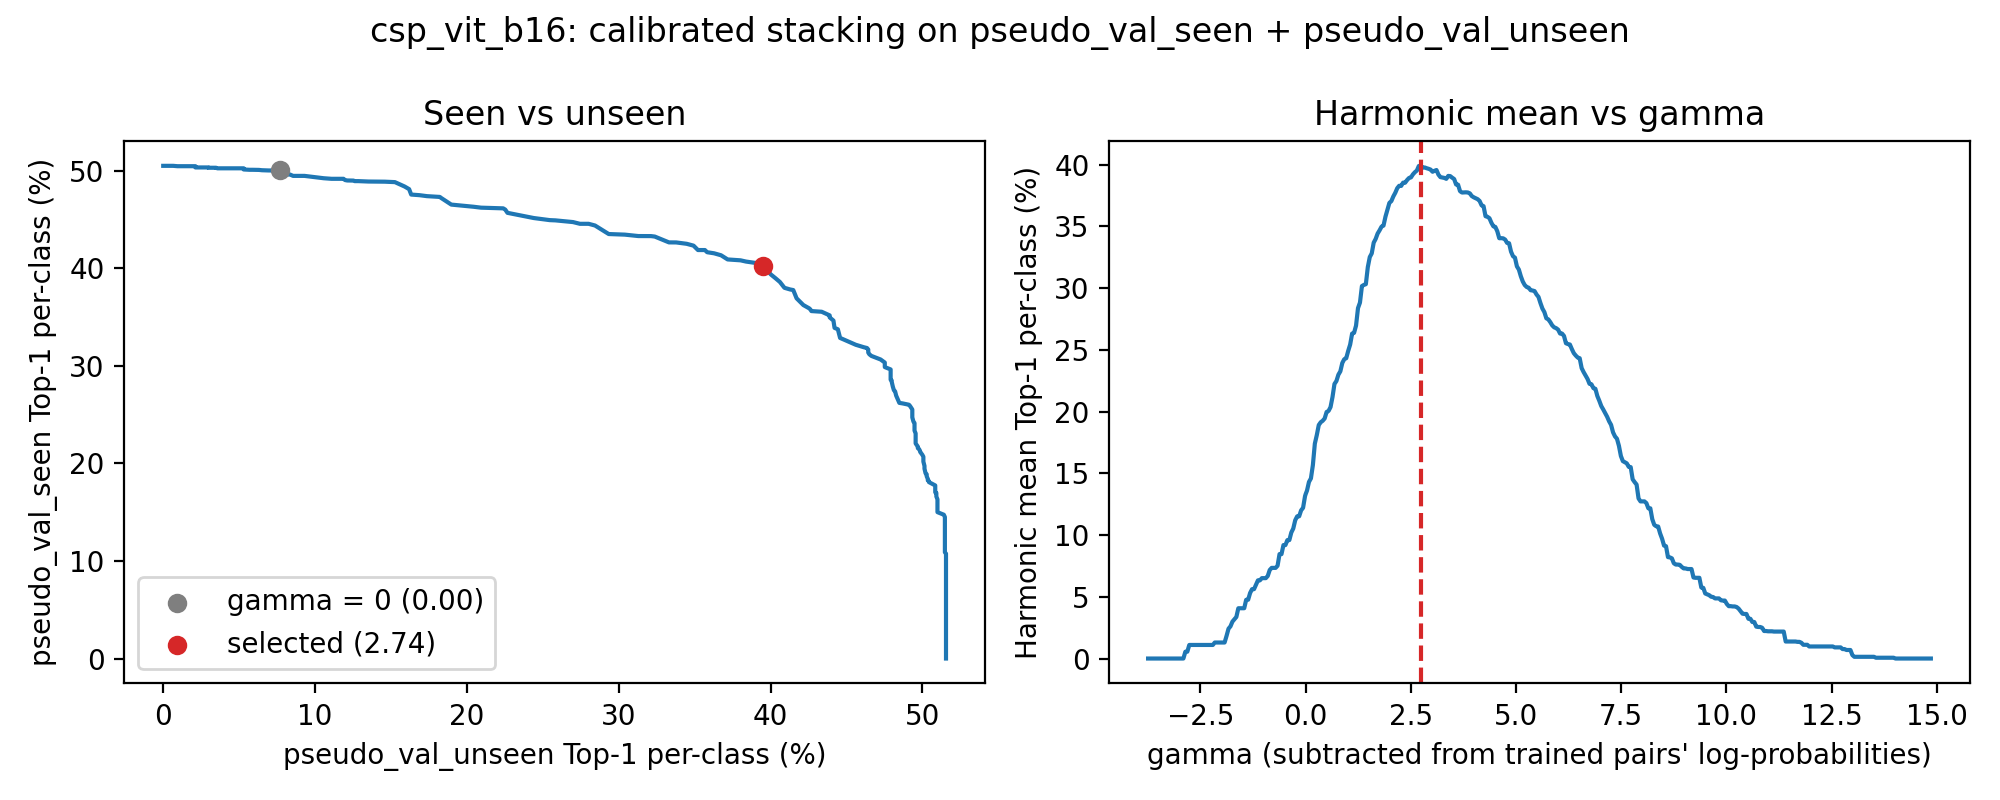 csp_vit_b16: calibrated stacking on pseudo_val_seen + pseudo_val_unseen
Seen vs unseen
pseudo_val_seen Top-1 per-class (%)
50
40
30
20
10
0
gamma = 0 (0.00)
selected (2.74)
0 10 20 30 40 50
pseudo_val_unseen Top-1 per-class (%)
Harmonic mean vs gamma
Harmonic mean Top-1 per-class (%)
40
35
30
25
20
15
10
5
0
−2.5 0.0 2.5 5.0 7.5 10.0 12.5 15.0
gamma (subtracted from trained pairs' log-probabilities)